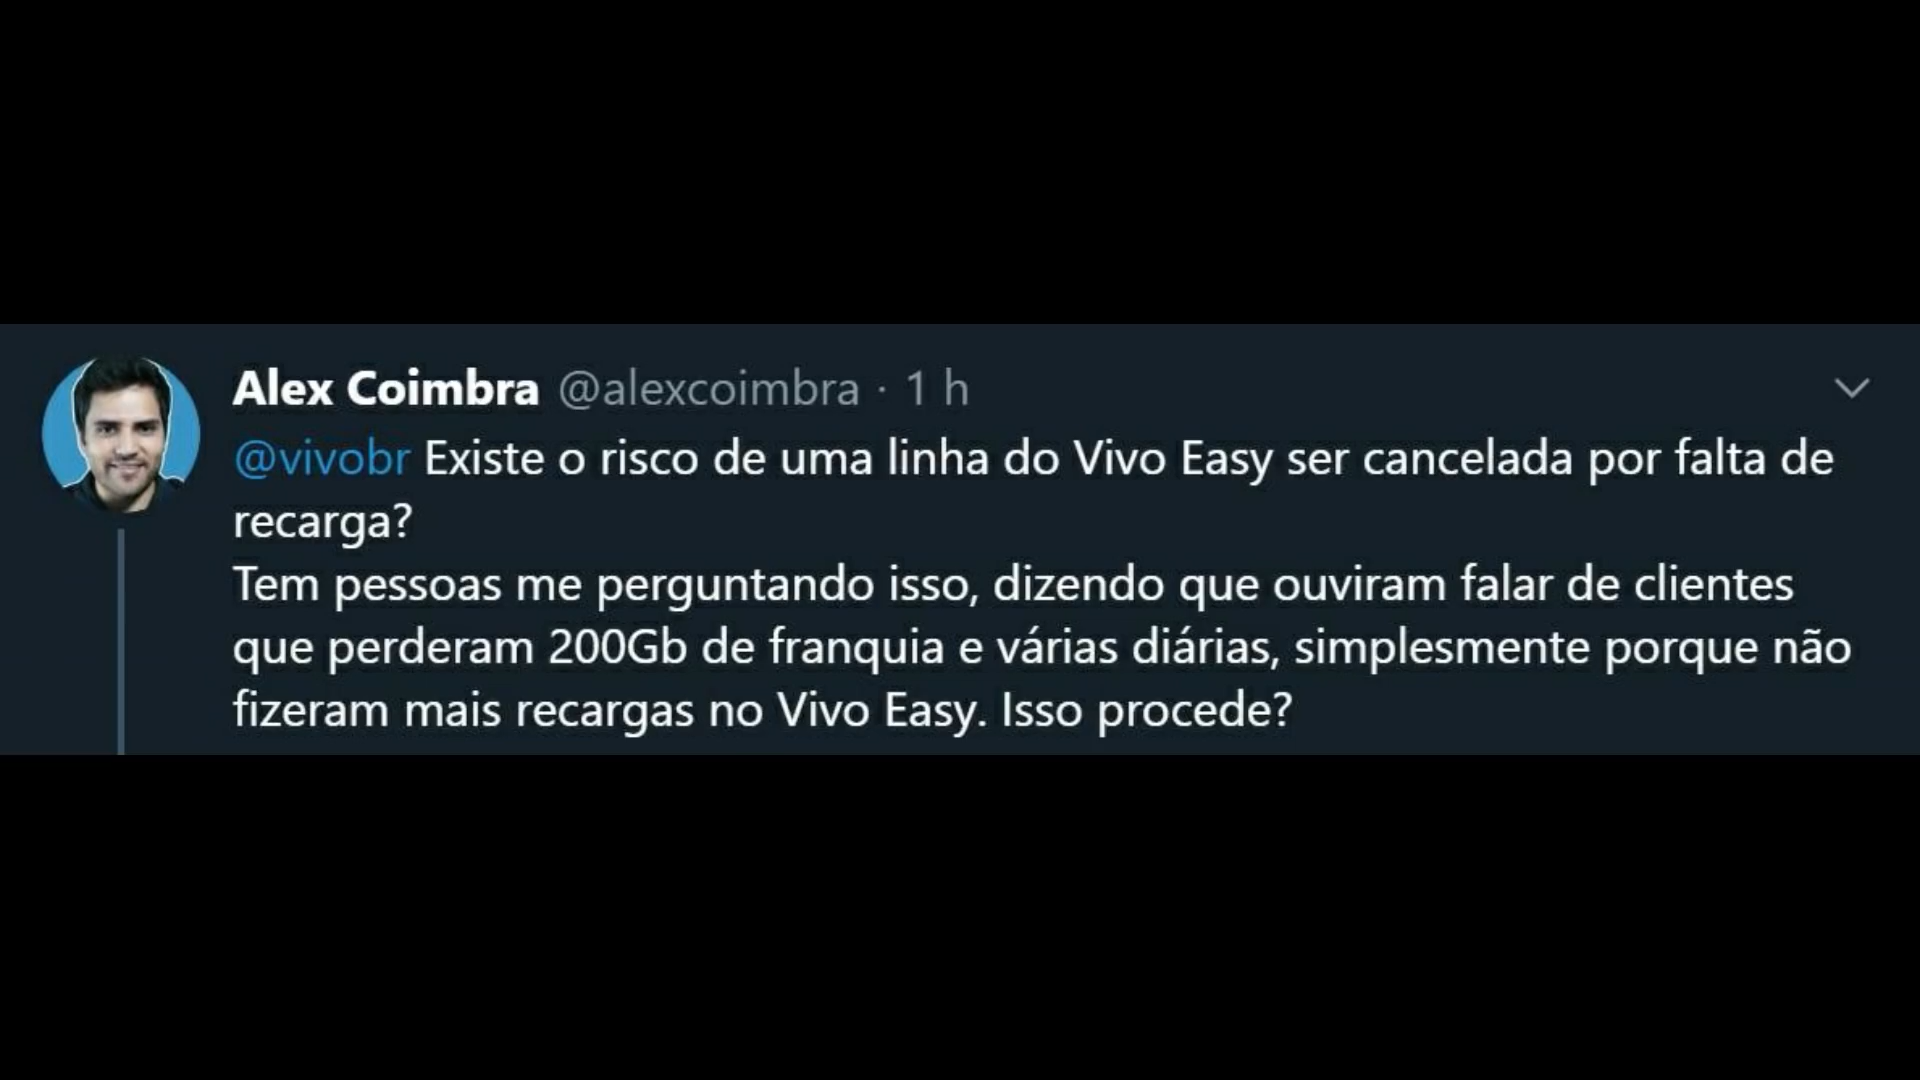 Alex Coimbra @alexcoimbra · 1 h
@vivobr Existe o risco de uma linha do Vivo Easy ser cancelada por falta de
recarga?
Tem pessoas me perguntando isso, dizendo que ouviram falar de clientes
que perderam 200Gb de franquia e várias diárias, simplesmente porque não
fizeram mais recargas no Vivo Easy. Isso procede?